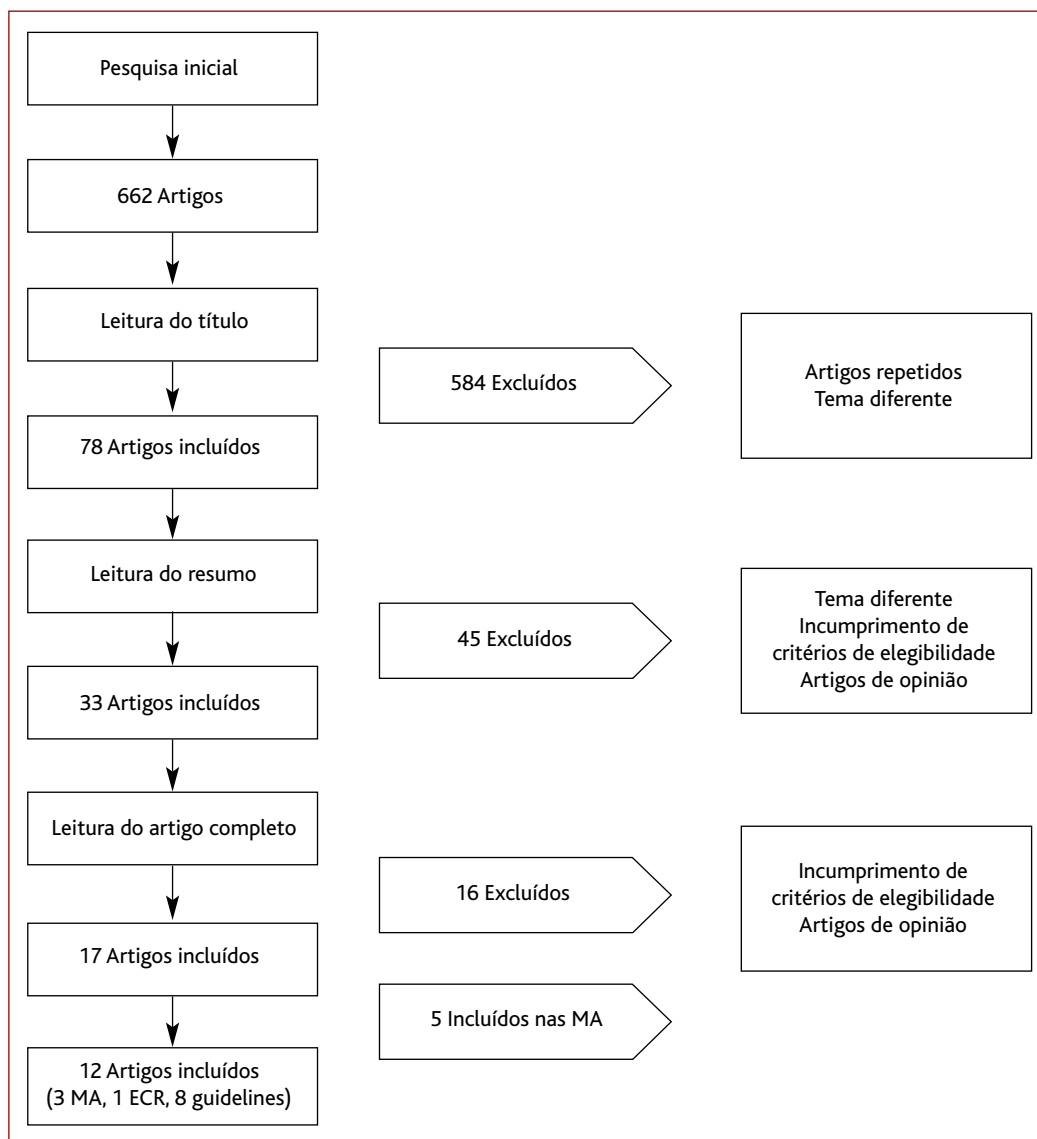 Pesquisa inicial
662 Artigos
Leitura do título
584 Excluídos
Artigos repetidos
Tema diferente
78 Artigos incluídos
Leitura do resumo
45 Excluídos
Tema diferente
Incumprimento de
critérios de elegibilidade
Artigos de opinião
33 Artigos incluídos
Leitura do artigo completo
16 Excluídos
Incumprimento de
critérios de elegibilidade
Artigos de opinião
17 Artigos incluídos
5 Incluídos nas MA
12 Artigos incluídos
(3 MA, 1 ECR, 8 guidelines)